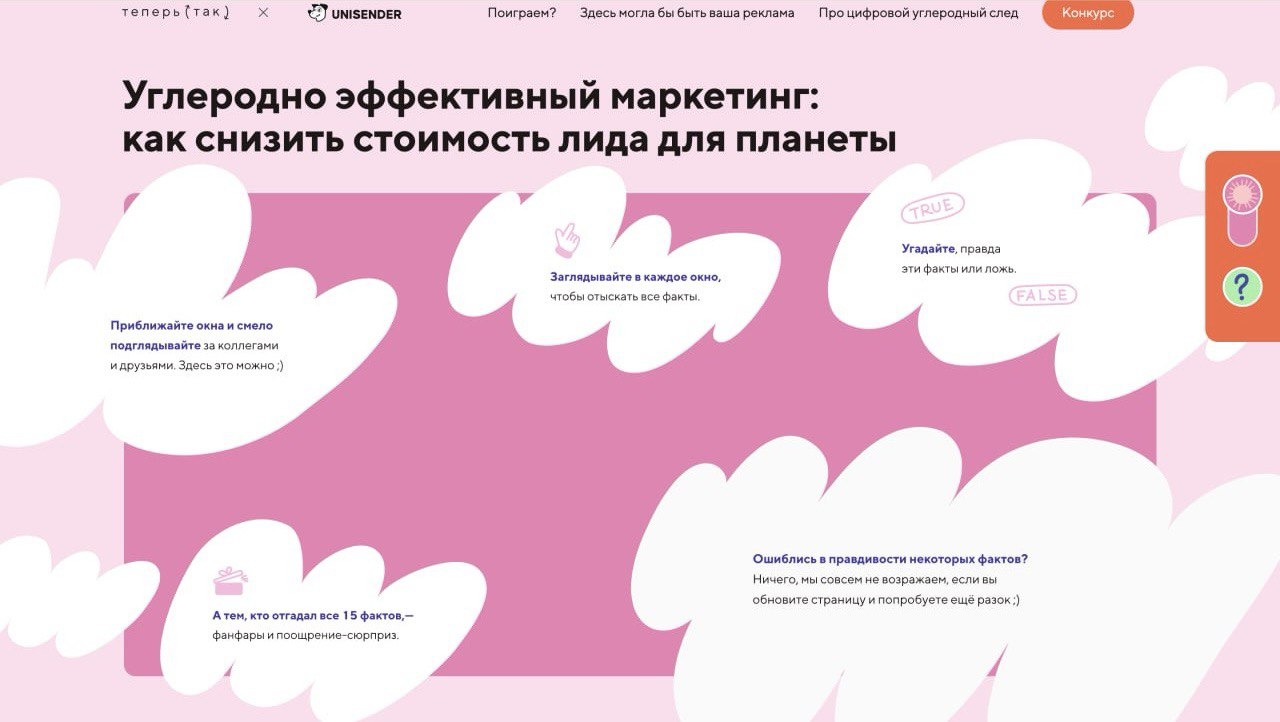 теперь (так)
UNISENDER
Поиграем?
Здесь могла бы быть ваша реклама
Про цифровой углеродный след
Конкурс
Углеродно эффективный маркетинг:
как снизить стоимость лида для планеты
TRUE
Угадайте, правда
эти факты или ложь.
FALSE
Заглядывайте в каждое окно,
чтобы отыскать все факты.
Приближайте окна и смело
подглядывайте за коллегами
и друзьями. Здесь это можно ;)
?
Ошиблись в правдивости некоторых фактов?
Ничего, мы совсем не возражаем, если вы
обновите страницу и попробуете ещё разок ;)
А тем, кто отгадал все 15 фактов,—
фанфары и поощрение-сюрприз.